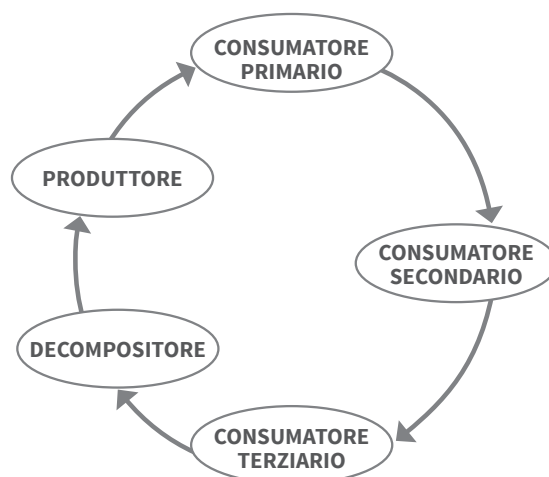 CONSUMATORE
PRIMARIO
PRODUTTORE
CONSUMATORE
SECONDARIO
DECOMPOSITORE
CONSUMATORE
TERZIARIO